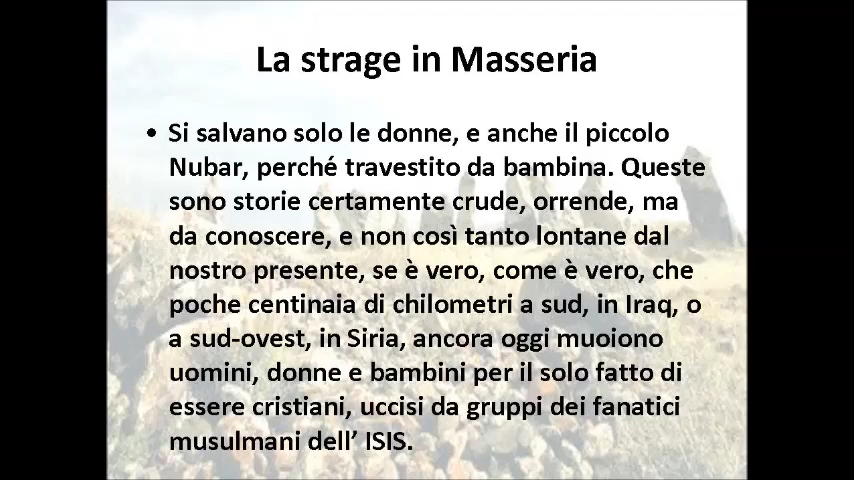 La strage in Masseria
• Si salvano solo le donne, e anche il piccolo
Nubar, perché travestito da bambina. Queste
sono storie certamente crude, orrende, ma
da conoscere, e non così tanto lontane dal
nostro presente, se è vero, come è vero, che
poche centinaia di chilometri a sud, in Iraq, o
a sud-ovest, in Siria, ancora oggi muoiono
uomini, donne e bambini per il solo fatto di
essere cristiani, uccisi da gruppi dei fanatici
musulmani dell’ ISIS.